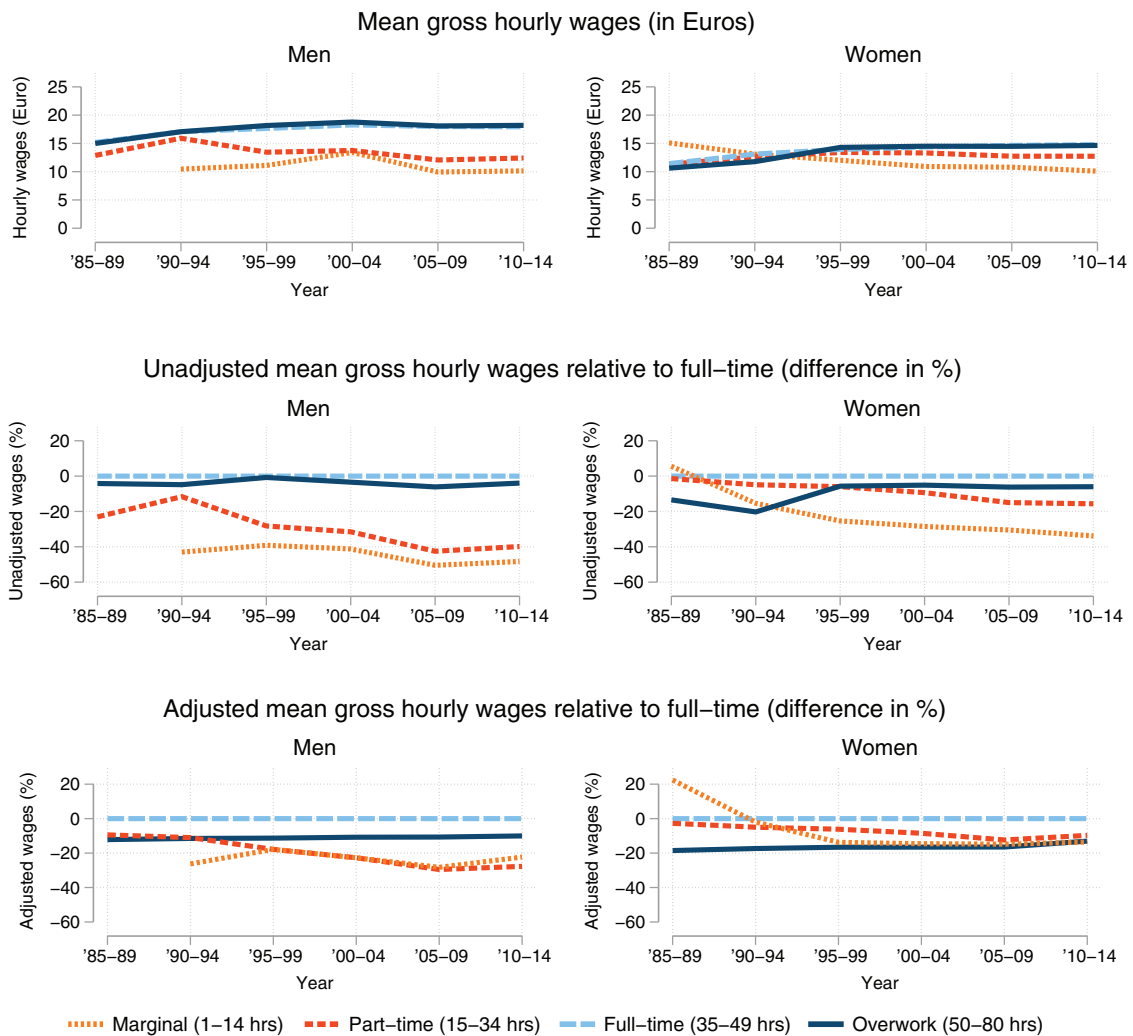 Mean gross hourly wages (in Euros)
Men
Women
Hourly wages (Euro)
25
20
15
10
5
0
’85–89 ’90–94 ’95–99 ’00–04 ’05–09 ’10–14
Year
Hourly wages (Euro)
25
20
15
10
5
0
’85–89 ’90–94 ’95–99 ’00–04 ’05–09 ’10–14
Year
Unadjusted mean gross hourly wages relative to full–time (difference in %)
Men
Women
Unadjusted wages (%)
20
0
–20
–40
–60
’85–89 ’90–94 ’95–99 ’00–04 ’05–09 ’10–14
Year
Unadjusted wages (%)
20
0
–20
–40
–60
’85–89 ’90–94 ’95–99 ’00–04 ’05–09 ’10–14
Year
Adjusted mean gross hourly wages relative to full–time (difference in %)
Men
Women
Adjusted wages (%)
20
0
–20
–40
–60
’85–89 ’90–94 ’95–99 ’00–04 ’05–09 ’10–14
Year
Adjusted wages (%)
20
0
–20
–40
–60
’85–89 ’90–94 ’95–99 ’00–04 ’05–09 ’10–14
Year
Marginal (1–14 hrs) Part–time (15–34 hrs) Full–time (35–49 hrs) Overwork (50–80 hrs)